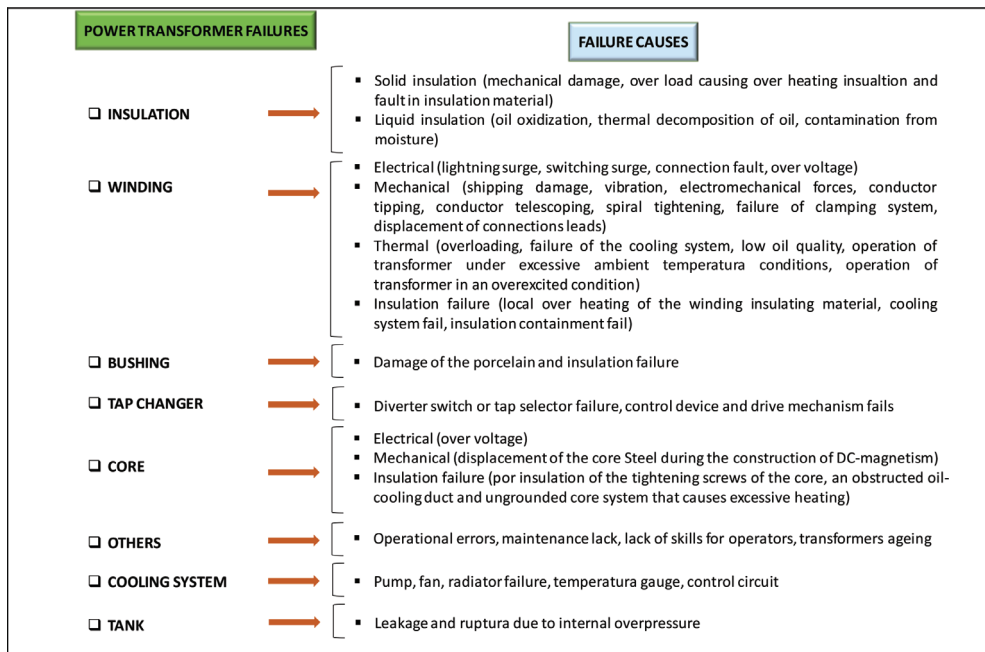 POWER TRANSFORMER FAILURES
FAILURE CAUSES
❑ INSULATION
▪ Solid insulation (mechanical damage, over load causing over heating insualtion and
fault in insulation material)
▪ Liquid insulation (oil oxidization, thermal decomposition of oil, contamination from
moisture)
❑ WINDING
▪ Electrical (lightning surge, switching surge, connection fault, over voltage)
▪ Mechanical (shipping damage, vibration, electromechanical forces, conductor
tipping, conductor telescoping, spiral tightening, failure of clamping system,
displacement of connections leads)
▪ Thermal (overloading, failure of the cooling system, low oil quality, operation of
transformer under excessive ambient temperatura conditions, operation of
transformer in an overexcited condition)
▪ Insulation failure (local over heating of the winding insulating material, cooling
system fail, insulation containment fail)
❑ BUSHING
▪ Damage of the porcelain and insulation failure
❑ TAP CHANGER
▪ Diverter switch or tap selector failure, control device and drive mechanism fails
❑ CORE
▪ Electrical (over voltage)
▪ Mechanical (displacement of the core Steel during the construction of DC-magnetism)
▪ Insulation failure (por insulation of the tightening screws of the core, an obstructed oil-
cooling duct and ungrounded core system that causes excessive heating)
❑ OTHERS
▪ Operational errors, maintenance lack, lack of skills for operators, transformers ageing
❑ COOLING SYSTEM
▪ Pump, fan, radiator failure, temperatura gauge, control circuit
❑ TANK
▪ Leakage and ruptura due to internal overpressure